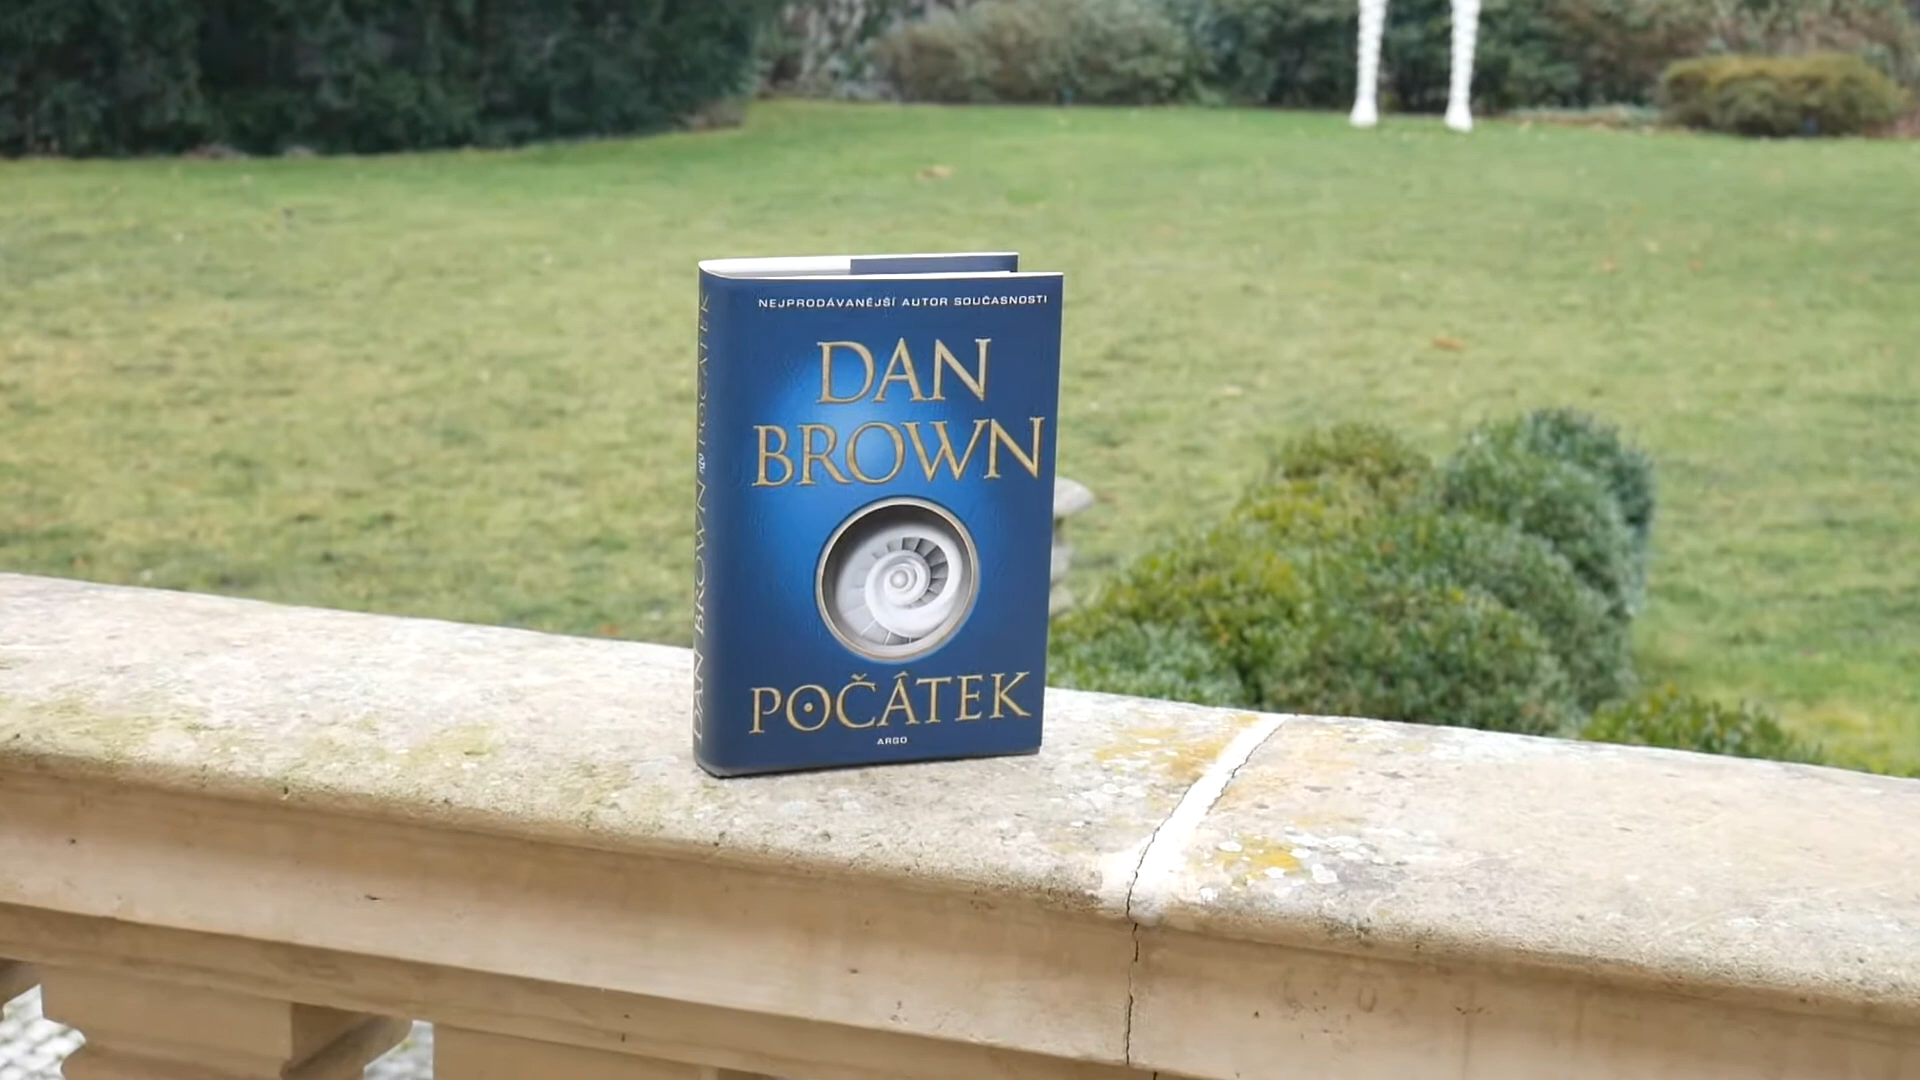 NEJPRODÁVANĚJŠÍ AUTOR SOUČASNOSTI
DAN
BROWN
POČÁTEK
ARGO
DAN BROWN POČÁTEK